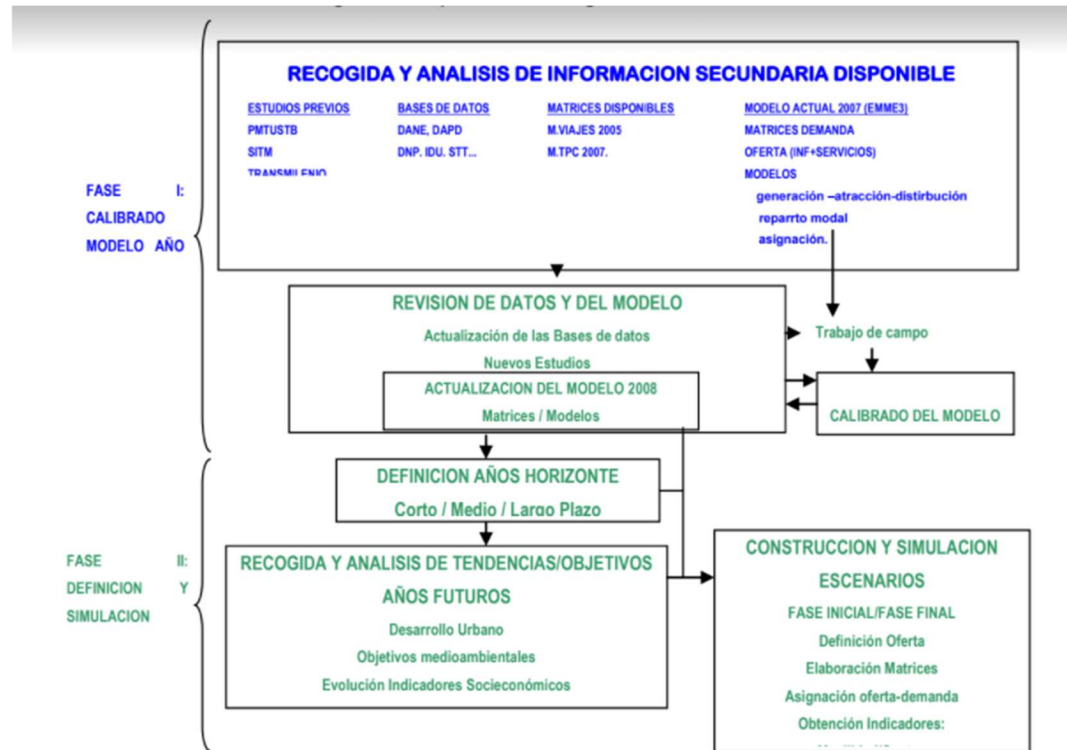 RECOGIDA Y ANALISIS DE INFORMACION SECUNDARIA DISPONIBLE
ESTUDIOS PREVIOS
PMTUSTB
SITM
TRANSMILENIO
BASES DE DATOS
DANE, DAPD
DNP. IDU. STT...
MATRICES DISPONIBLES
M.VIAJES 2005
M.TPC 2007.
MODELO ACTUAL 2007 (EMME3)
MATRICES DEMANDA
OFERTA (INF+SERVICIOS)
MODELOS
generación –atracción-distirbución
reparrto modal
asignación.
FASE I:
CALIBRADO
MODELO AÑO
REVISION DE DATOS Y DEL MODELO
Actualización de las Bases de datos
Nuevos Estudios
ACTUALIZACION DEL MODELO 2008
Matrices / Modelos
Trabajo de campo
CALIBRADO DEL MODELO
DEFINICION AÑOS HORIZONTE
Corto / Medio / Largo Plazo
FASE II:
DEFINICION Y
SIMULACION
RECOGIDA Y ANALISIS DE TENDENCIAS/OBJETIVOS
AÑOS FUTUROS
Desarrollo Urbano
Objetivos medioambientales
Evolución Indicadores Socieconómicos
CONSTRUCCION Y SIMULACION
ESCENARIOS
FASE INICIAL/FASE FINAL
Definición Oferta
Elaboración Matrices
Asignación oferta-demanda
Obtención Indicadores: